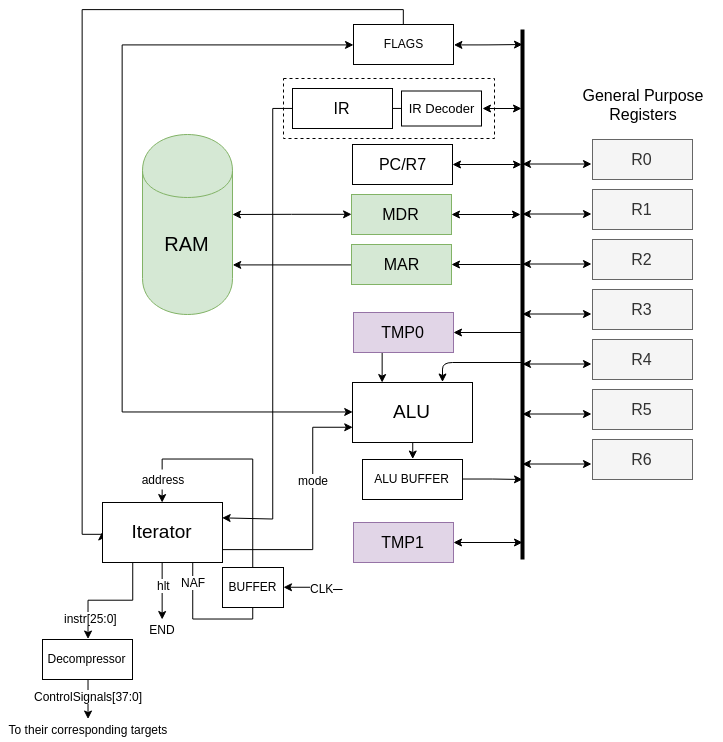 FLAGS
IR
IR Decoder
General Purpose
Registers
PC/R7
R0
RAM
MDR
R1
MAR
R2
R3
TMP0
R4
ALU
R5
R6
address
mode
ALU BUFFER
Iterator
TMP1
hlt
NAF
BUFFER
CLK
instr[25:0]
END
Decompressor
ControlSignals[37:0]
To their corresponding targets